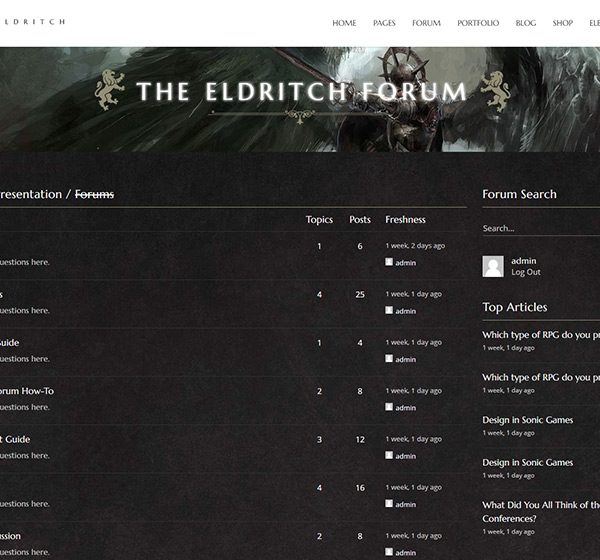 ELDRITCH
HOME PAGES FORUM PORTFOLIO BLOG SHOP ELE
THE ELDRITCH FORUM
resentation / Forums
Topics Posts Freshness
1 6 1 week, 2 days ago
uestions here. admin
s 4 25 1 week, 1 day ago
uestions here. admin
Guide 1 4 1 week, 1 day ago
uestions here. admin
orum How-To 2 8 1 week, 1 day ago
uestions here. admin
t Guide 3 12 1 week, 1 day ago
uestions here. admin
4 16 1 week, 1 day ago
uestions here. admin
ussion 2 8 1 week, 1 day ago
uestions here. admin
Forum Search
Search...
admin
Log Out
Top Articles
Which type of RPG do you pr
1 week, 1 day ago
Which type of RPG do you pr
1 week, 1 day ago
Design in Sonic Games
1 week, 1 day ago
Design in Sonic Games
1 week, 1 day ago
What Did You All Think of the
Conferences?
1 week, 1 day ago